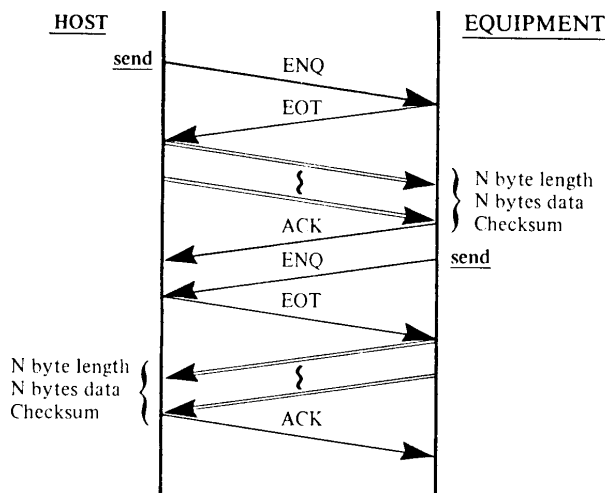 HOST
EQUIPMENT
send
ENQ
EOT
N byte length
N bytes data
Checksum
ACK
ENQ
send
EOT
N byte length
N bytes data
Checksum
ACK